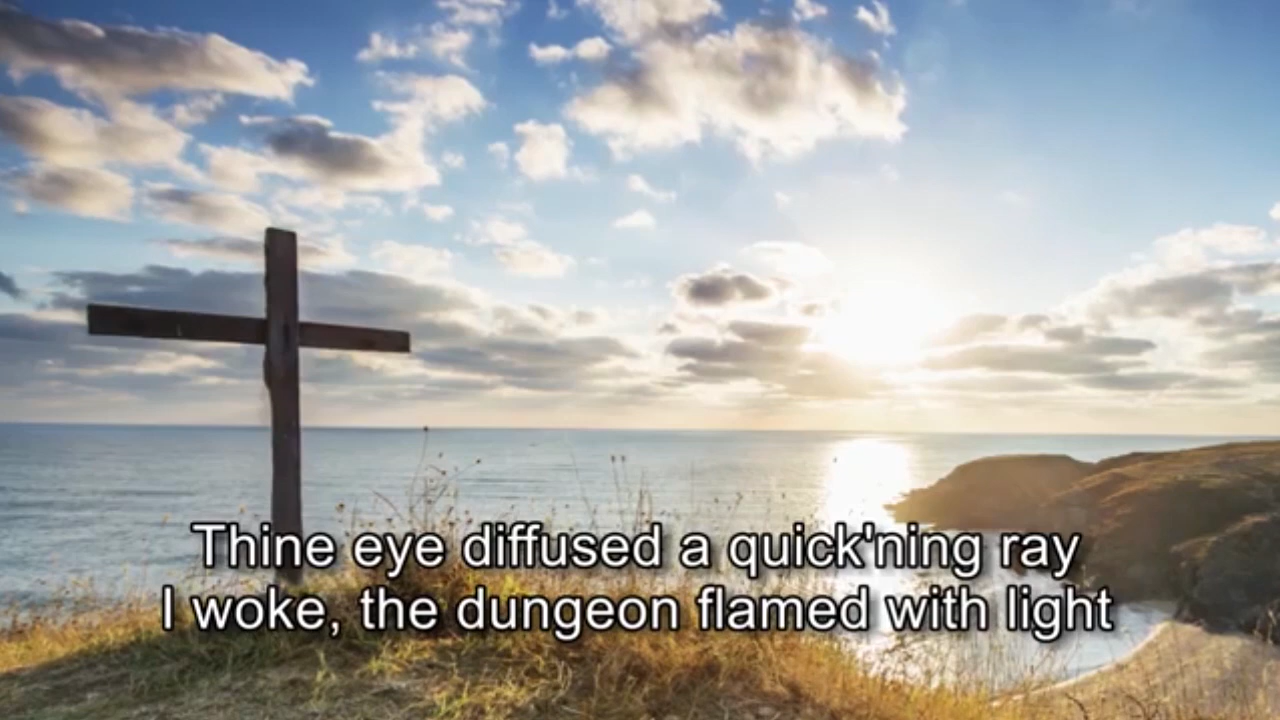 Thine eye diffused a quick'ning ray
I woke, the dungeon flamed with light